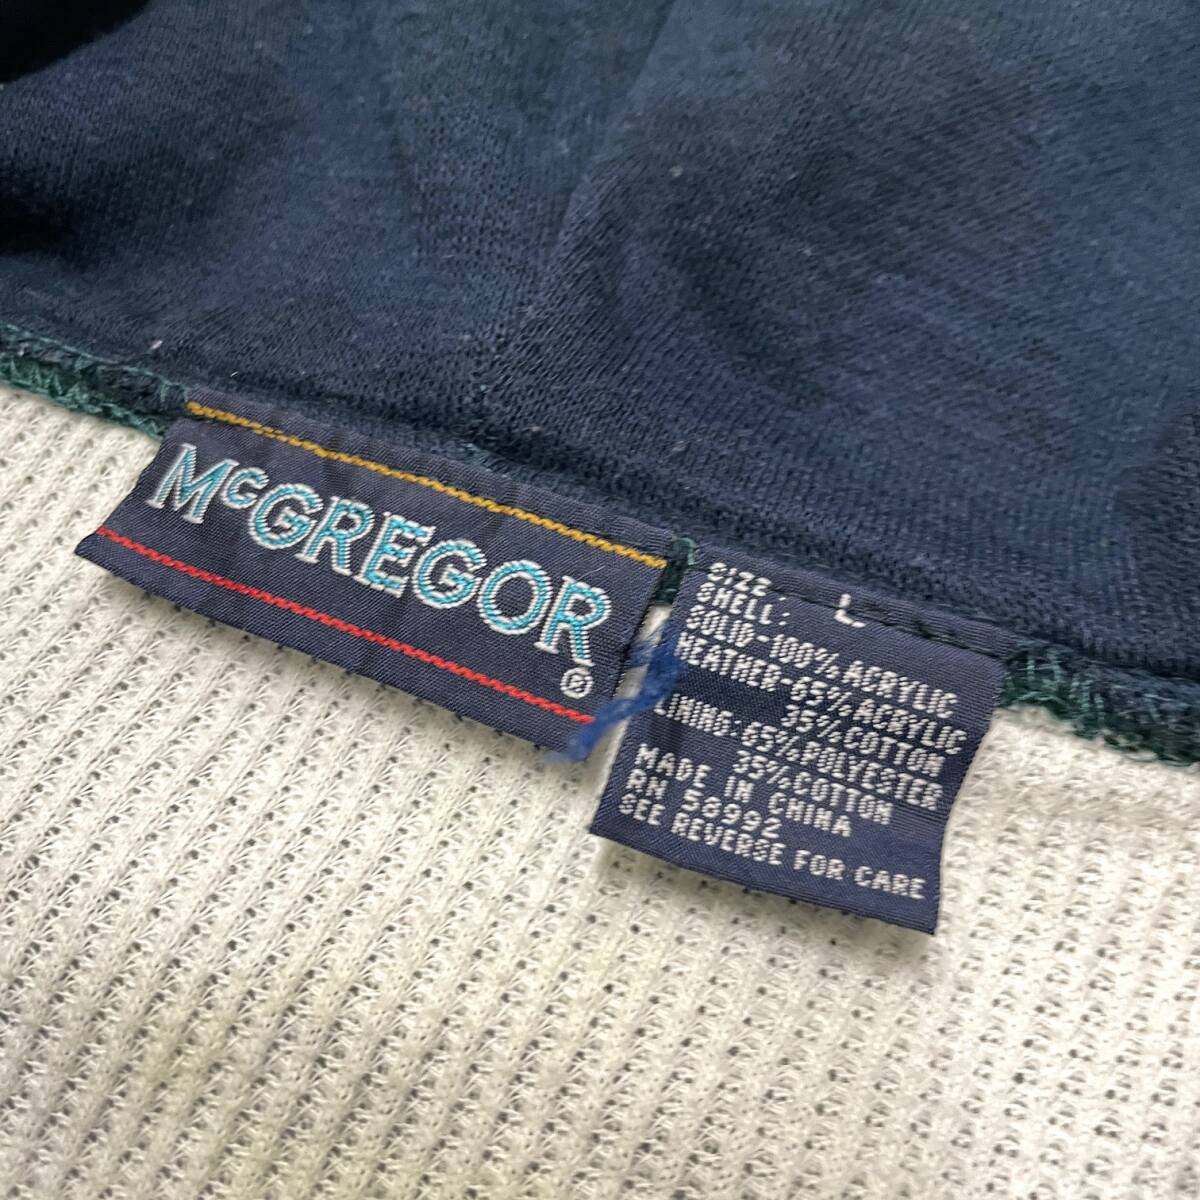 McGREGOR
®
SIZE: L
SHELL:
SOLID-100% ACRYLIC
HEATHER-65% ACRYLIC
35% COTTON
LINING: 65% POLYESTER
35% COTTON
MADE IN CHINA
RN 58992
SEE REVERSE FOR CARE